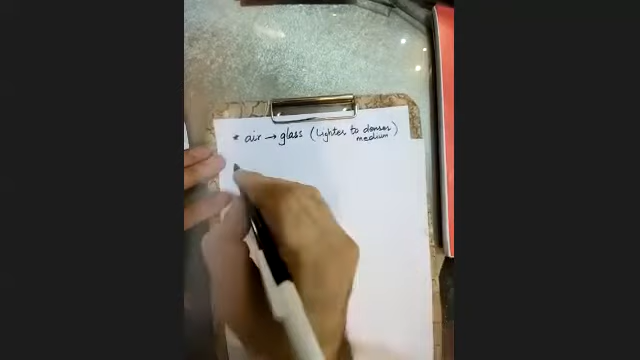 * air → glass (lighter to denser
medium)